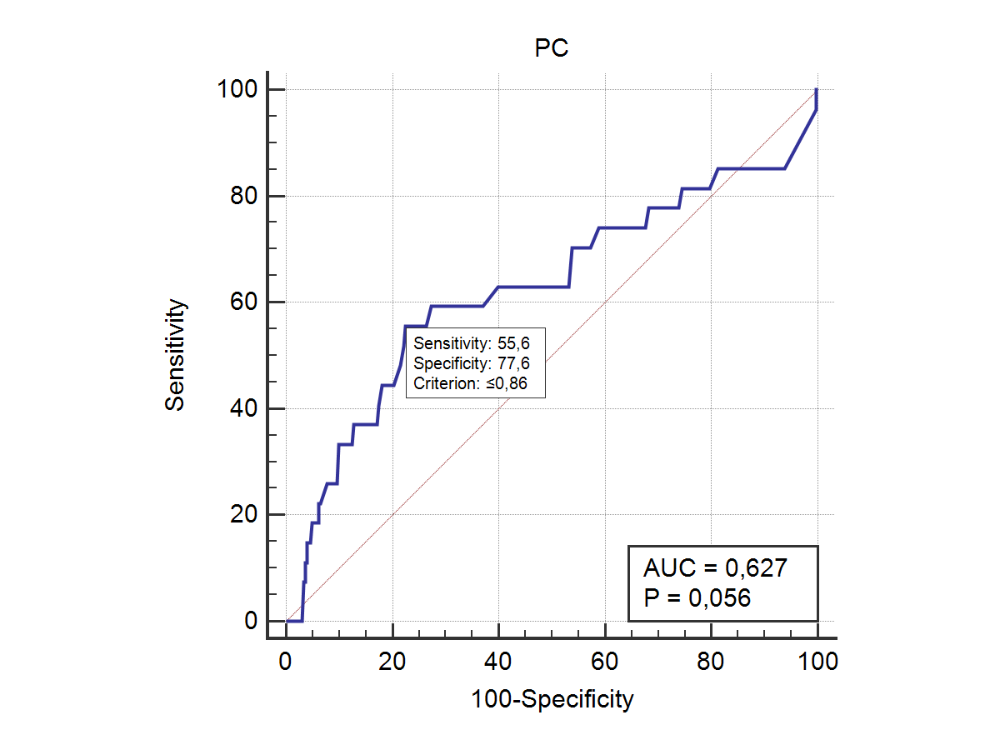 PC
100
80
60
40
20
0
Sensitivity
Sensitivity: 55,6
Specificity: 77,6
Criterion: ≤0,86
AUC = 0,627
P = 0,056
0 20 40 60 80 100
100-Specificity